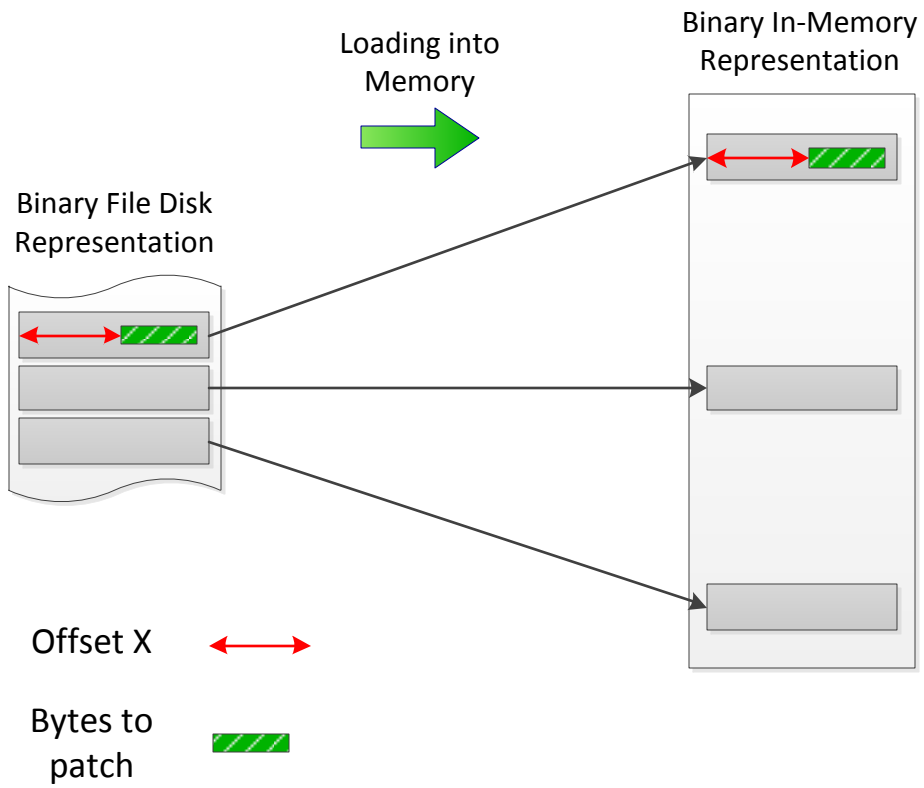 Binary In-Memory
Representation
Loading into
Memory
Binary File Disk
Representation
Offset X
Bytes to
patch